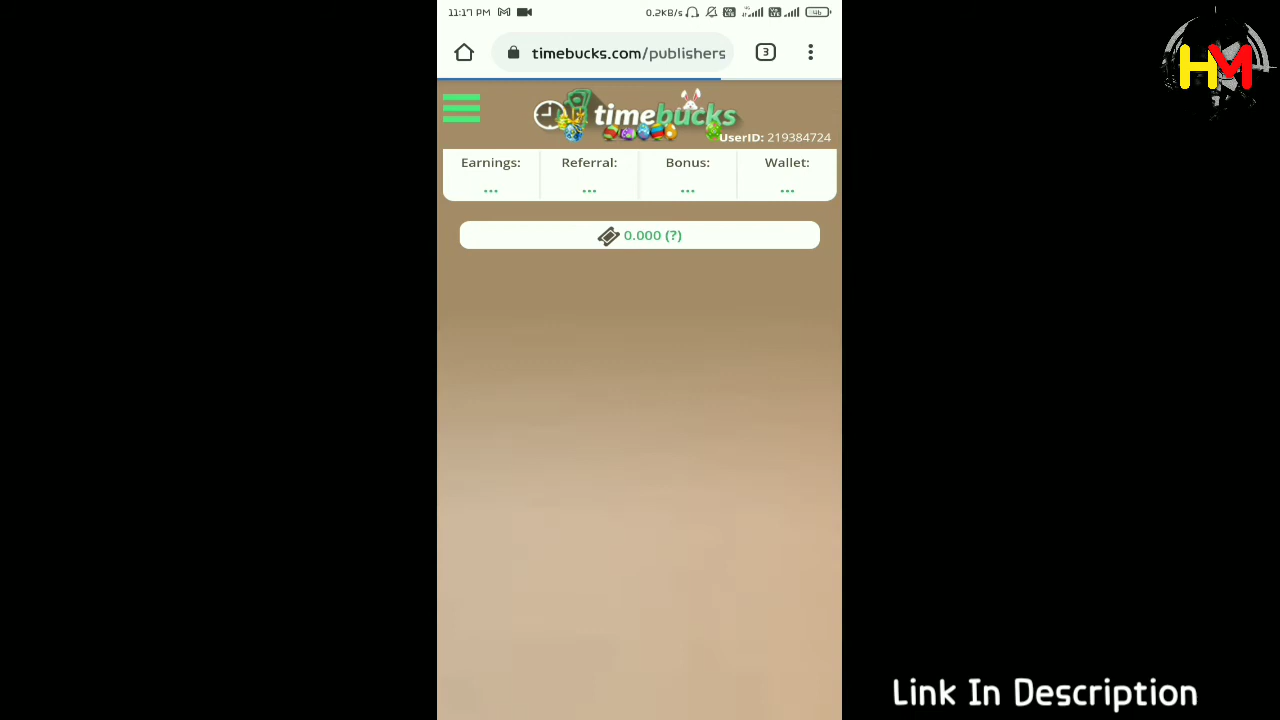 11:17 PM
0.2KB/s
46
timebucks.com/publishers
3
timebucks
UserID: 219384724
Earnings: Referral: Bonus: Wallet:
... ... ... ...
0.000 (?)
HM
Link In Description